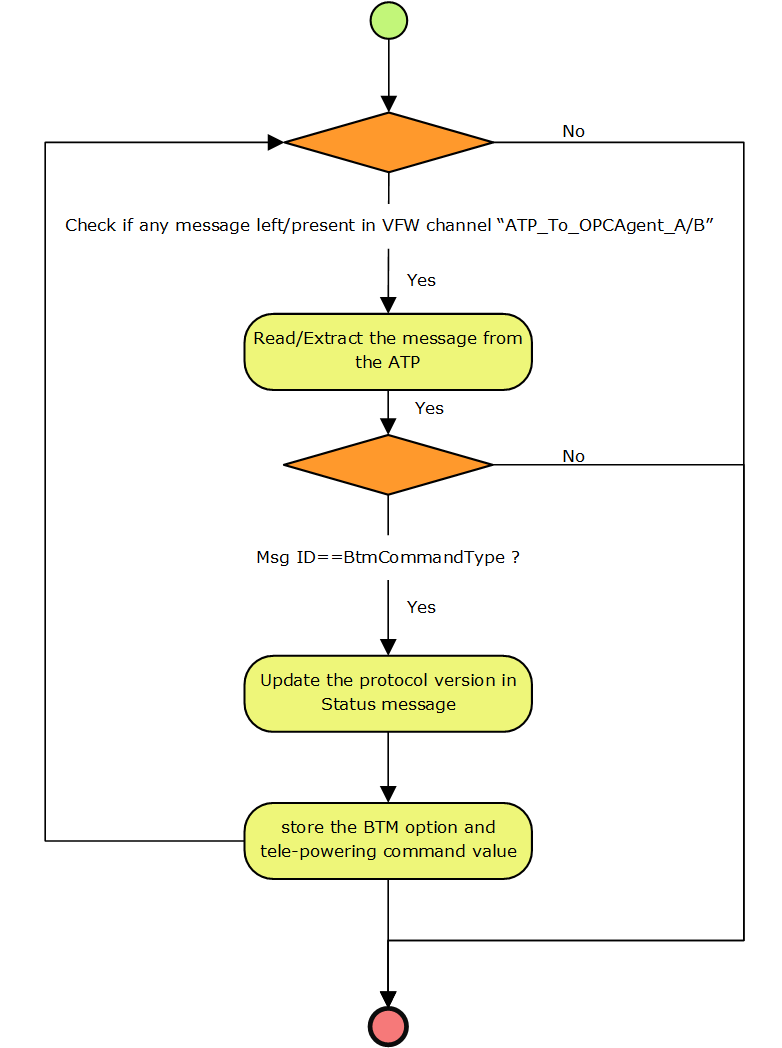 No
Check if any message left/present in VFW channel “ATP_To_OPCAgent_A/B”
Yes
Read/Extract the message from
the ATP
Yes
No
Msg ID==BtmCommandType ?
Yes
Update the protocol version in
Status message
store the BTM option and
tele-powering command value